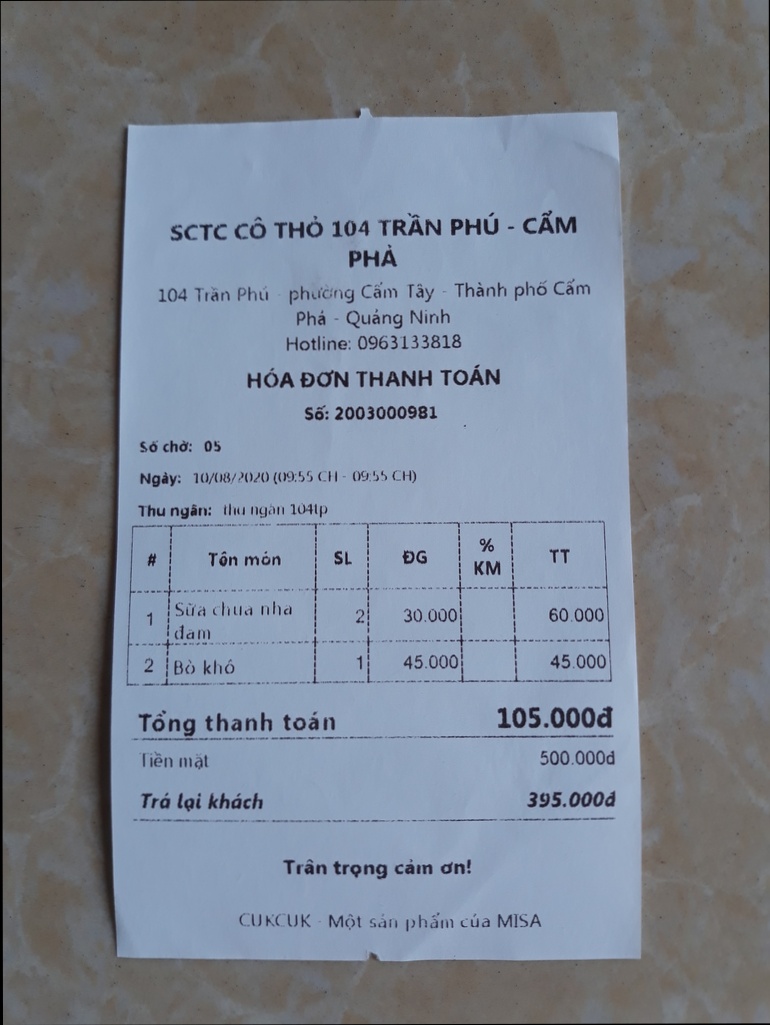 SCTC CÔ THỎ 104 TRẦN PHÚ - CẨM
PHẢ
104 Trần Phú - phường Cẩm Tây - Thành phố Cẩm
Phả - Quảng Ninh
Hotline: 0963133818
HÓA ĐƠN THANH TOÁN
Số: 2003000981
Số chờ: 05
Ngày: 10/08/2020 (09:55 CH - 09:55 CH)
Thu ngân: thu ngân 104tp
# Tên món SL ĐG % KM TT
1 Sữa chua nha đam 2 30.000 60.000
2 Bò khô 1 45.000 45.000
Tổng thanh toán 105.000đ
Tiền mặt 500.000đ
Trả lại khách 395.000đ
Trân trọng cảm ơn!
CUKCUK - Một sản phẩm của MISA